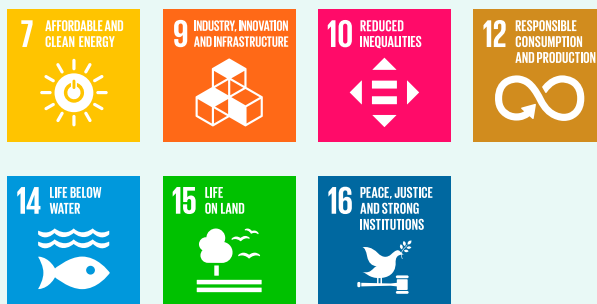 7 AFFORDABLE AND
CLEAN ENERGY
9 INDUSTRY, INNOVATION
AND INFRASTRUCTURE
10 REDUCED
INEQUALITIES
12 RESPONSIBLE
CONSUMPTION
AND PRODUCTION
14 LIFE BELOW
WATER
15 LIFE
ON LAND
16 PEACE, JUSTICE
AND STRONG
INSTITUTIONS